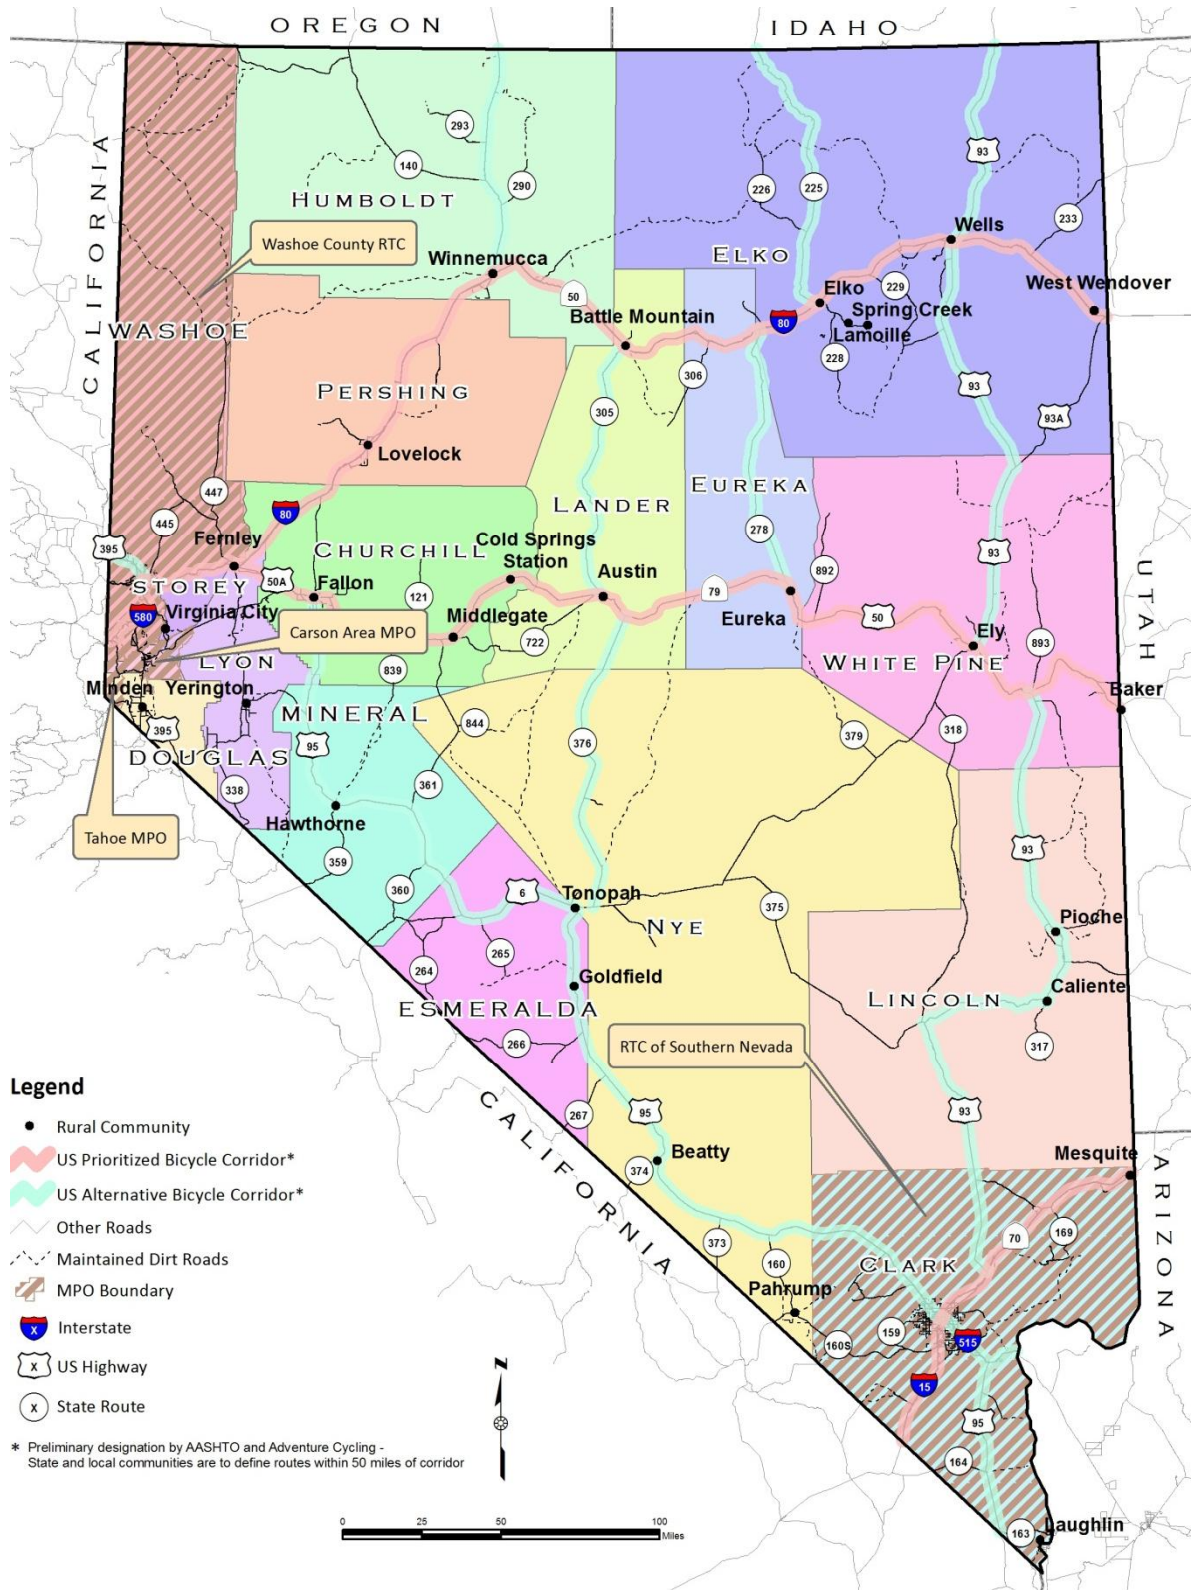 OREGON
IDAHO
CALIFORNIA
293
140
290
HUMBOLDT
226
225
93
233
Washoe County RTC
Wells
ELKO
Winnemucca
WASHOE
50
Elko
229
West Wendover
Battle Mountain
80
Spring Creek
Lamoille
228
PERSHING
306
305
93
93A
Lovelock
447
80
LANDER
EUREKA
445
395
Fernley
CHURCHILL
Cold Springs
Station
278
93
UTAH
STOREY
50A
Fallon
121
Austin
79
892
580
Virginia City
Carson Area MPO
Middlegate
722
Eureka
50
Ely
893
LYON
839
WHITE PINE
Minden
Yerington
MINERAL
Baker
395
95
844
376
379
318
DOUGLAS
338
361
Tahoe MPO
Hawthorne
359
93
360
6
Tonopah
375
NYE
Pioche
265
264
Goldfield
Caliente
ESMERALDA
LINCOLN
266
RTC of Southern Nevada
317
CALIFORNIA
267
95
93
Beatty
374
Mesquite
ARIZONA
373
160
70
169
CLARK
Pahrump
160S
159
515
15
95
164
163
Laughlin
Legend
Rural Community
US Prioritized Bicycle Corridor*
US Alternative Bicycle Corridor*
Other Roads
Maintained Dirt Roads
MPO Boundary
X Interstate
X US Highway
X State Route
* Preliminary designation by AASHTO and Adventure Cycling -
State and local communities are to define routes within 50 miles of corridor
N
0 25 50 100
Miles